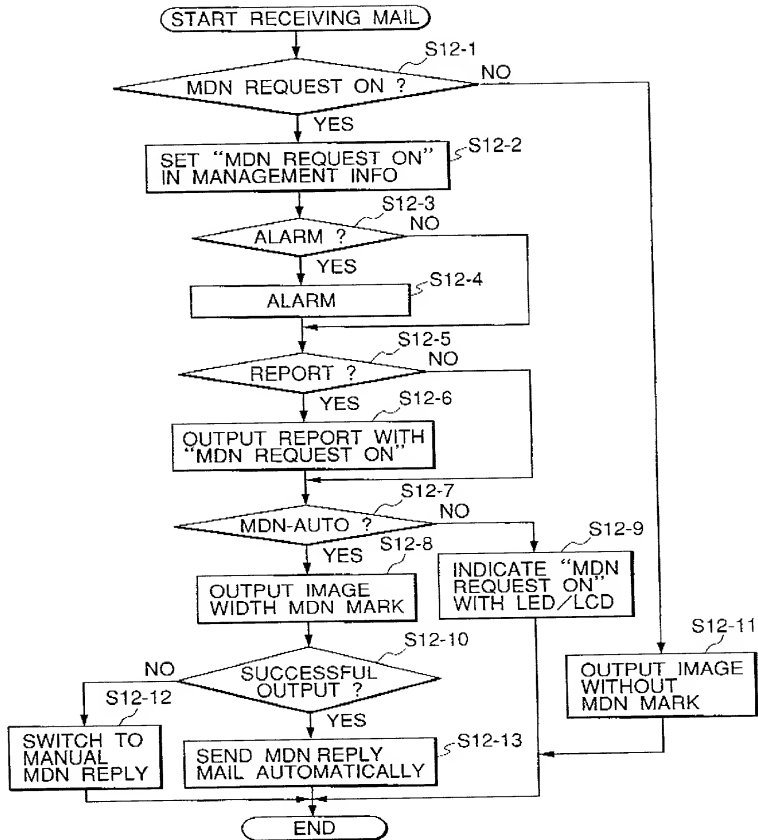 START RECEIVING MAIL
S12-1
MDN REQUEST ON ?
NO
YES
S12-2
SET “MDN REQUEST ON”
IN MANAGEMENT INFO
S12-3
NO
ALARM ?
YES
S12-4
ALARM
S12-5
NO
REPORT ?
YES
S12-6
OUTPUT REPORT WITH
“MDN REQUEST ON”
S12-7
NO
MDN-AUTO ?
S12-9
YES
S12-8
INDICATE “MDN
REQUEST ON”
WITH LED/LCD
OUTPUT IMAGE
WIDTH MDN MARK
S12-10
S12-11
NO
SUCCESSFUL
OUTPUT ?
OUTPUT IMAGE
WITHOUT
MDN MARK
S12-12
YES
SWITCH TO
MANUAL
MDN REPLY
S12-13
SEND MDN REPLY
MAIL AUTOMATICALLY
END